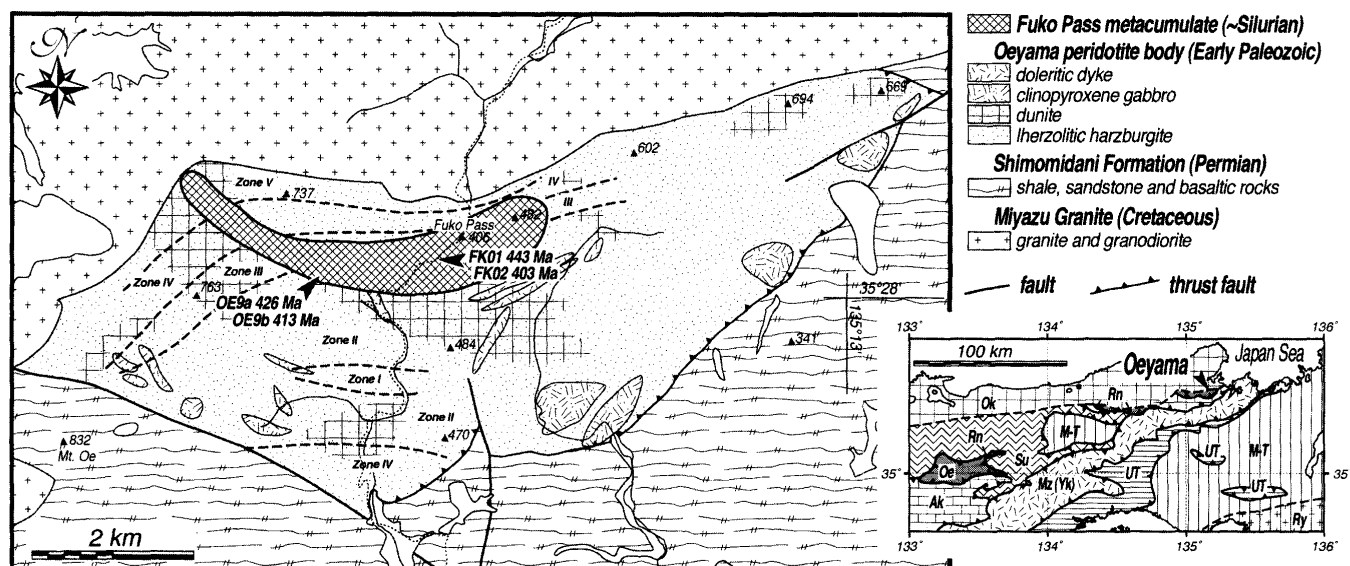 Fuko Pass metacumulate (~Silurian)
Oeyama peridotite body (Early Paleozoic)
doleritic dyke
clinopyroxene gabbro
dunite
lherzolitic harzburgite
Shimomidani Formation (Permian)
shale, sandstone and basaltic rocks
Miyazu Granite (Cretaceous)
granite and granodiorite
fault
thrust fault
669
694
602
Zone V
737
IV
III
482
Fuko Pass
406
FK01 443 Ma
FK02 403 Ma
Zone IV
Zone III
763
OE9a 426 Ma
OE9b 413 Ma
35°28'
135°13'
Zone II
484
341
Zone I
Zone II
470
832
Mt. Oe
Zone IV
2 km
133°
134°
135°
136°
100 km
Oeyama
Japan Sea
Ok
Rn
Rn
M-T
Su
Oe
UT
M-T
35°
UT
35°
Mz (Yk)
Ak
UT
Ry
133°
134°
135°
136°